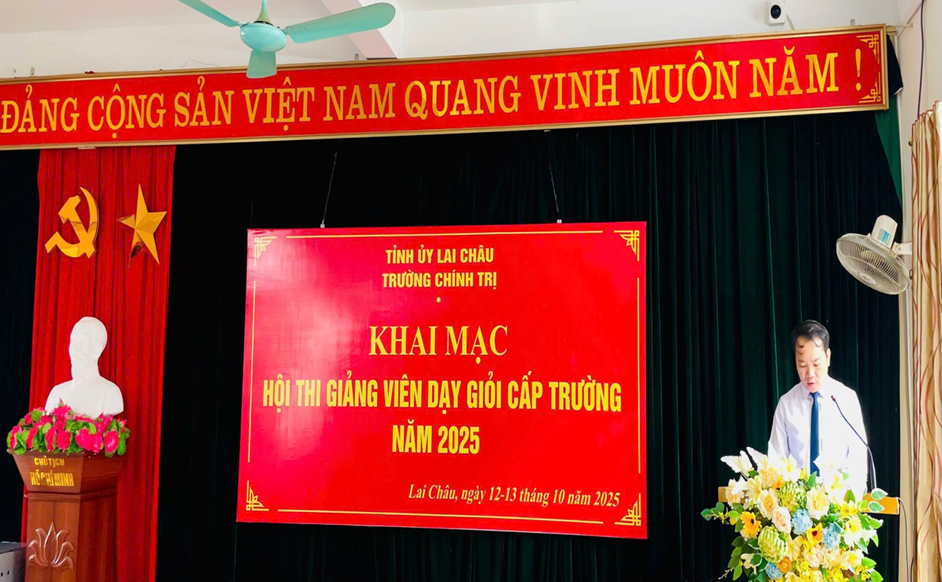 ĐẢNG CỘNG SẢN VIỆT NAM QUANG VINH MUÔN NĂM !
TỈNH ỦY LAI CHÂU
TRƯỜNG CHÍNH TRỊ
*
KHAI MẠC
HỘI THI GIẢNG VIÊN DẠY GIỎI CẤP TRƯỜNG
NĂM 2025
Lai Châu, ngày 12-13 tháng 10 năm 2025
CHỦ TỊCH
HỒ CHÍ MINH